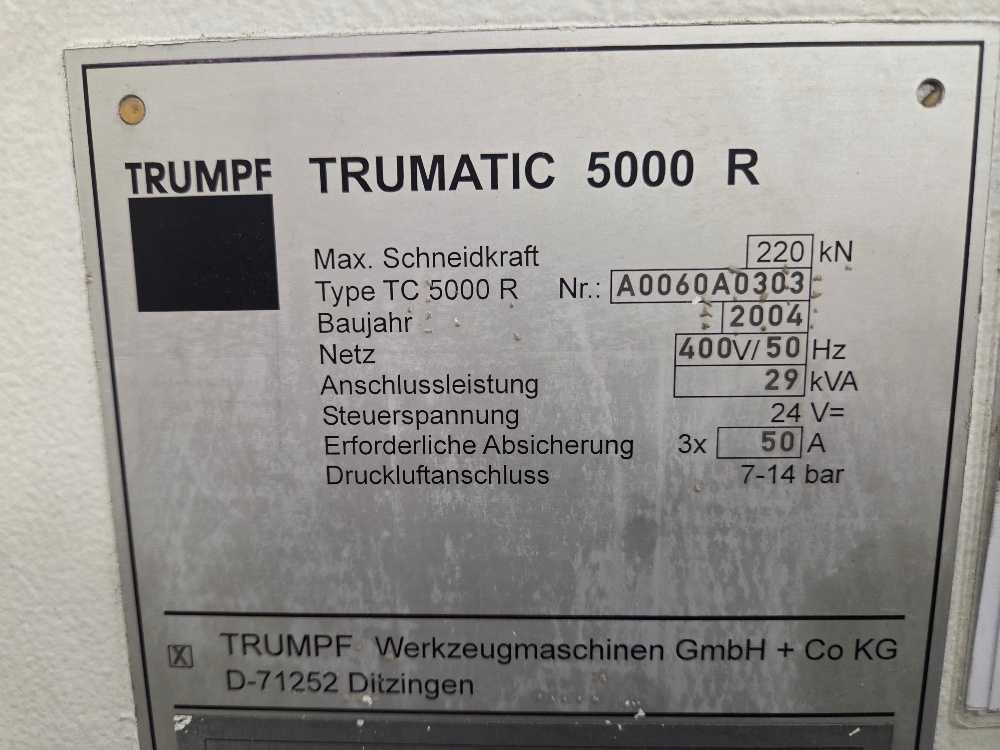 TRUMPF TRUMATIC 5000 R
Max. Schneidkraft 220 kN
Type TC 5000 R Nr.: A0060A0303
Baujahr 2004
Netz 400V/50 Hz
Anschlussleistung 29 kVA
Steuerspannung 24 V=
Erforderliche Absicherung 3x 50 A
Druckluftanschluss 7-14 bar
X TRUMPF Werkzeugmaschinen GmbH + Co KG
D-71252 Ditzingen